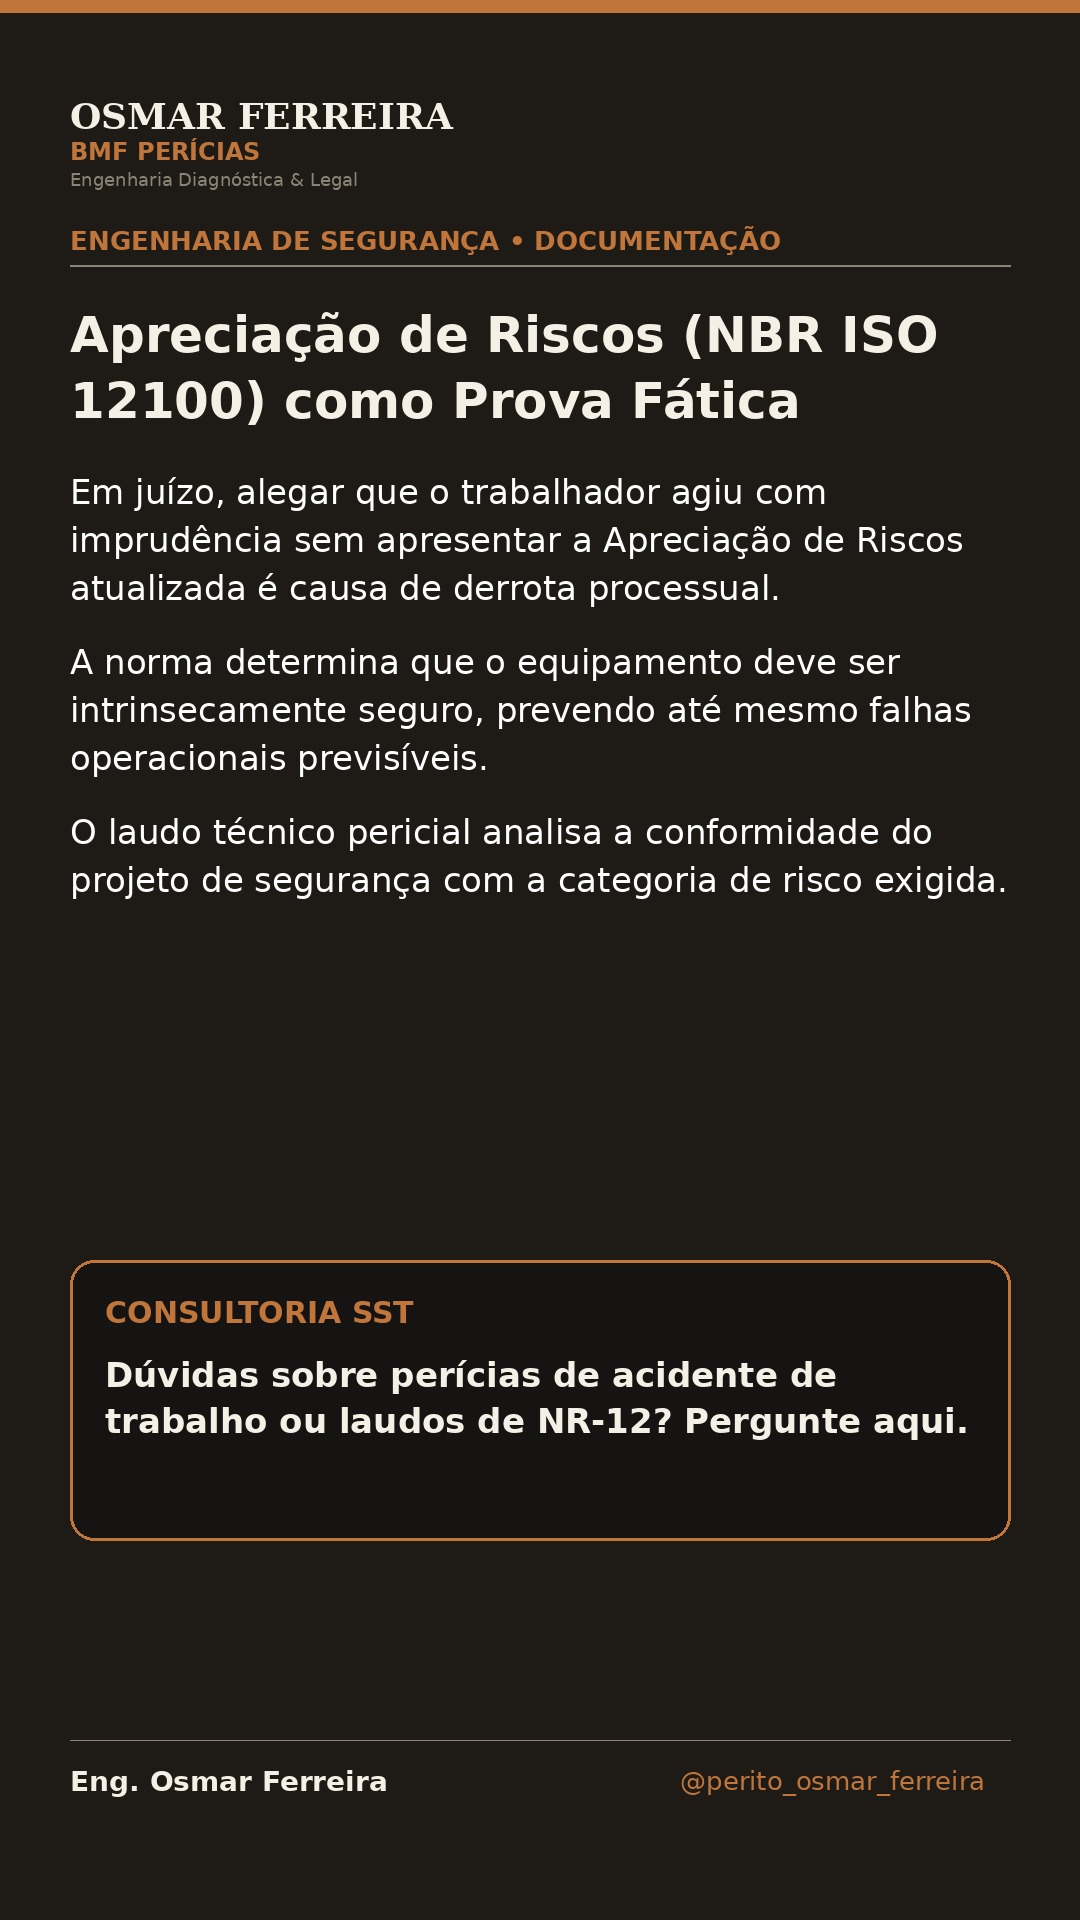 OSMAR FERREIRA
BMF PERÍCIAS
Engenharia Diagnóstica & Legal
ENGENHARIA DE SEGURANÇA • DOCUMENTAÇÃO
Apreciação de Riscos (NBR ISO
12100) como Prova Fática
Em juízo, alegar que o trabalhador agiu com
imprudência sem apresentar a Apreciação de Riscos
atualizada é causa de derrota processual.
A norma determina que o equipamento deve ser
intrinsecamente seguro, prevendo até mesmo falhas
operacionais previsíveis.
O laudo técnico pericial analisa a conformidade do
projeto de segurança com a categoria de risco exigida.
CONSULTORIA SST
Dúvidas sobre perícias de acidente de
trabalho ou laudos de NR-12? Pergunte aqui.
Eng. Osmar Ferreira
@perito_osmar_ferreira